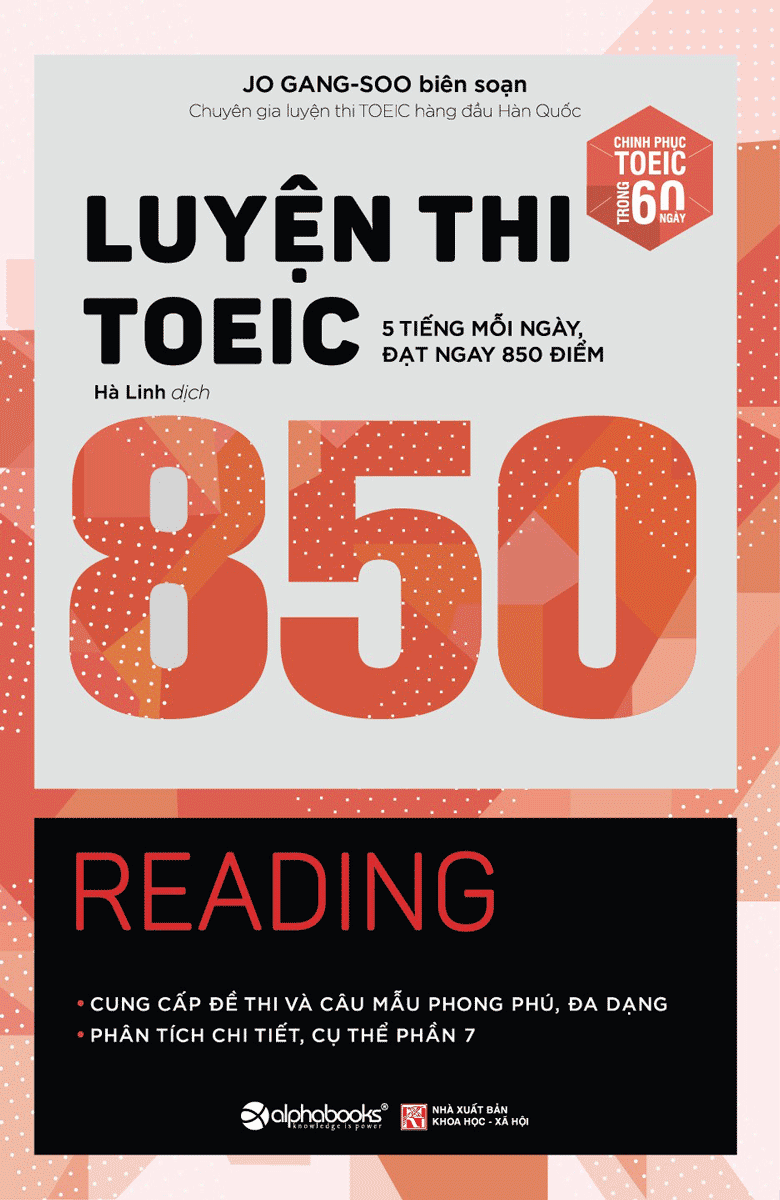 JO GANG-SOO biên soạn
Chuyên gia luyện thi TOEIC hàng đầu Hàn Quốc
CHINH PHỤC
TOEIC
TRONG 60 NGÀY
LUYỆN THI
TOEIC
5 TIẾNG MỖI NGÀY,
ĐẠT NGAY 850 ĐIỂM
Hà Linh dịch
850
READING
• CUNG CẤP ĐỀ THI VÀ CÂU MẪU PHONG PHÚ, ĐA DẠNG
• PHÂN TÍCH CHI TIẾT, CỤ THỂ PHẦN 7
alphabooks®
knowledge is power
NHÀ XUẤT BẢN
KHOA HỌC - XÃ HỘI